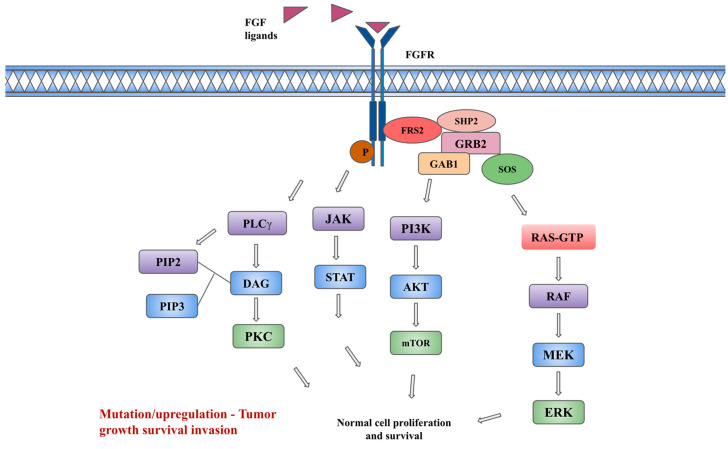 FGF
ligands
FGFR
SHP2
FRS2
GRB2
P
GAB1
SOS
PLCγ
JAK
PI3K
RAS-GTP
PIP2
DAG
STAT
AKT
RAF
PIP3
PKC
mTOR
MEK
ERK
Mutation/upregulation - Tumor
growth survival invasion
Normal cell proliferation
and survival